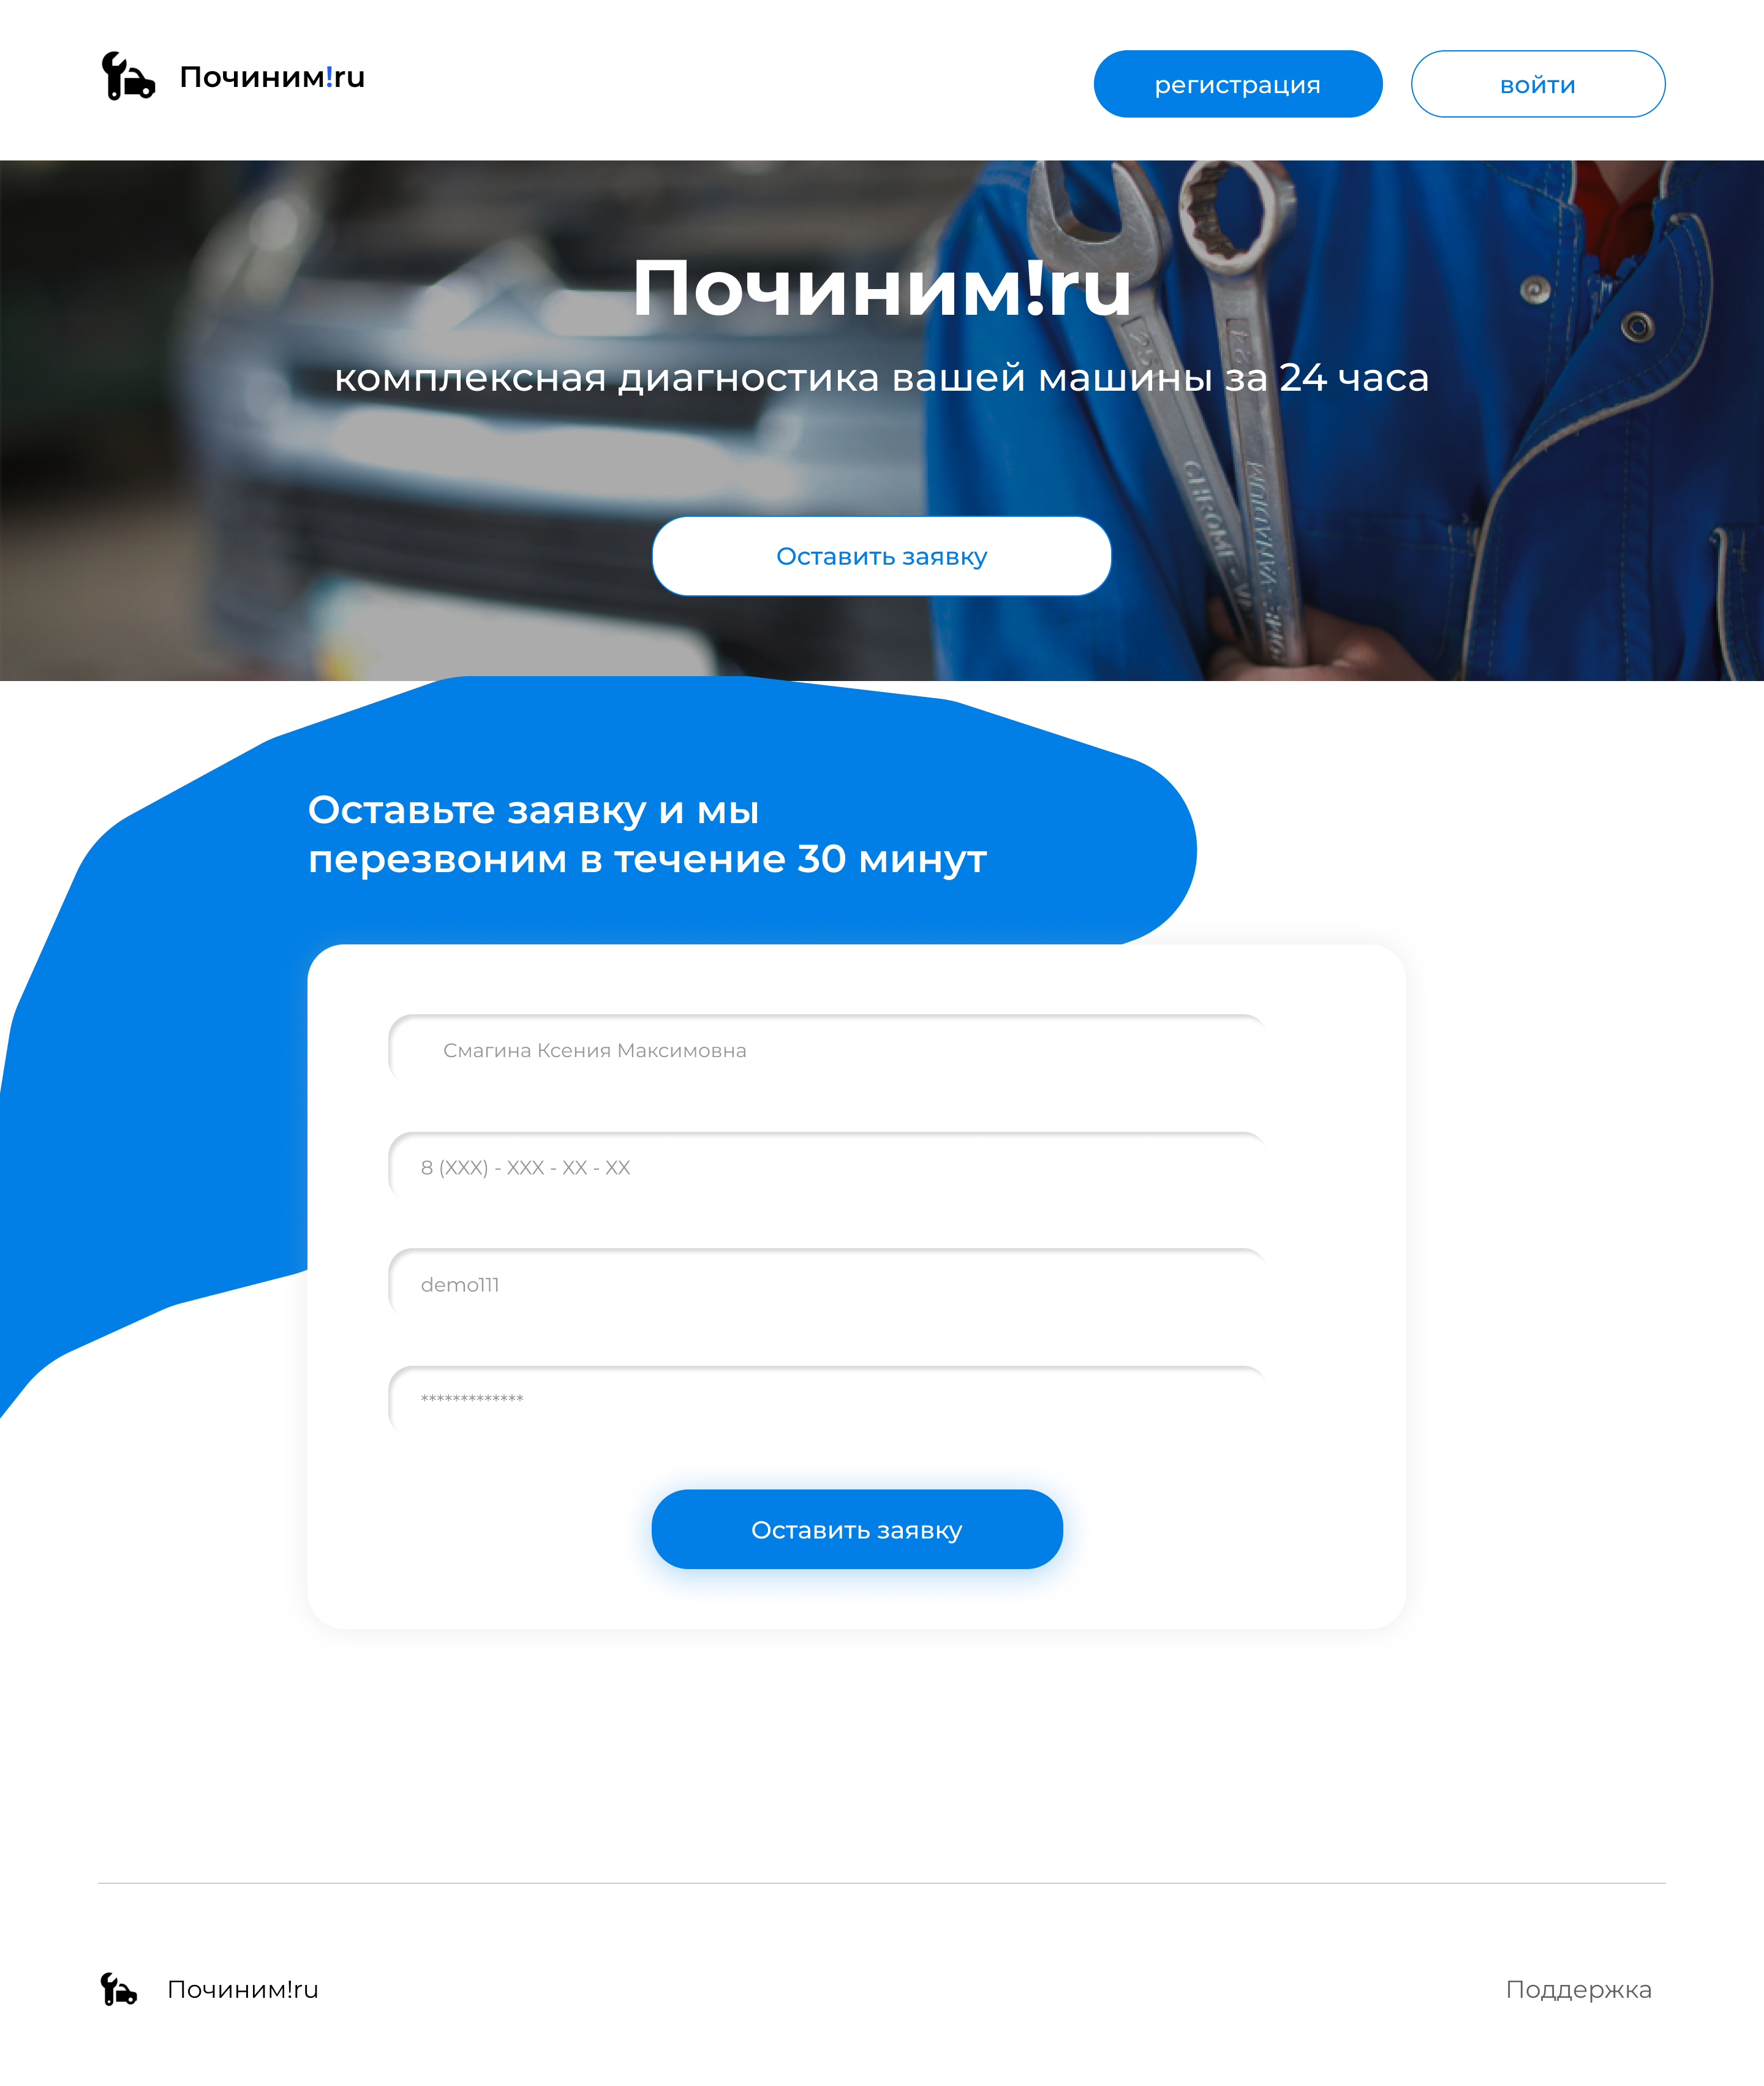 Починим!ru
регистрация
войти
Починим!ru
комплексная диагностика вашей машины за 24 часа
Оставить заявку
Оставьте заявку и мы
перезвоним в течение 30 минут
Смагина Ксения Максимовна
8 (XXX) - XXX - XX - XX
demo111
*************
Оставить заявку
Починим!ru
Поддержка